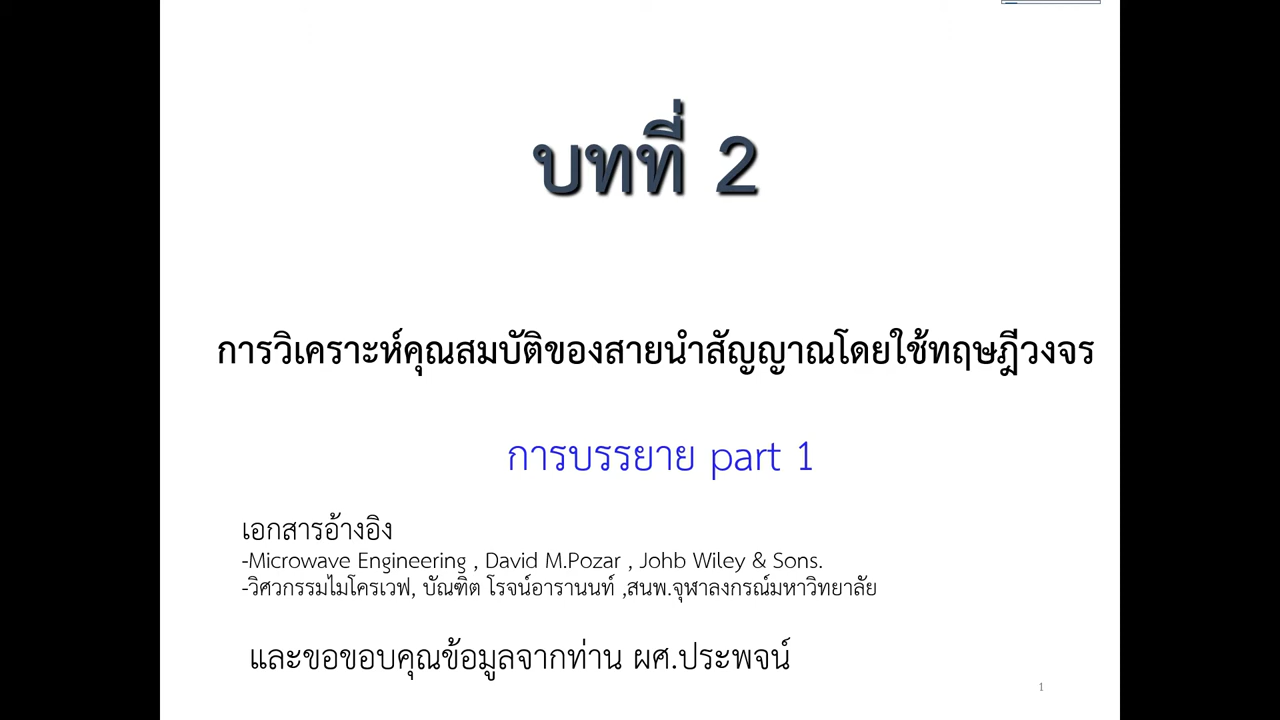 บทที่ 2
การวิเคราะห์คุณสมบัติของสายนำสัญญาณโดยใช้ทฤษฎีวงจร
การบรรยาย part 1
เอกสารอ้างอิง
-Microwave Engineering , David M.Pozar , Johb Wiley & Sons.
-วิศวกรรมไมโครเวฟ, บัณฑิต โรจน์อารานนท์ ,สนพ.จุฬาลงกรณ์มหาวิทยาลัย
และขอขอบคุณข้อมูลจากท่าน ผศ.ประพจน์
1